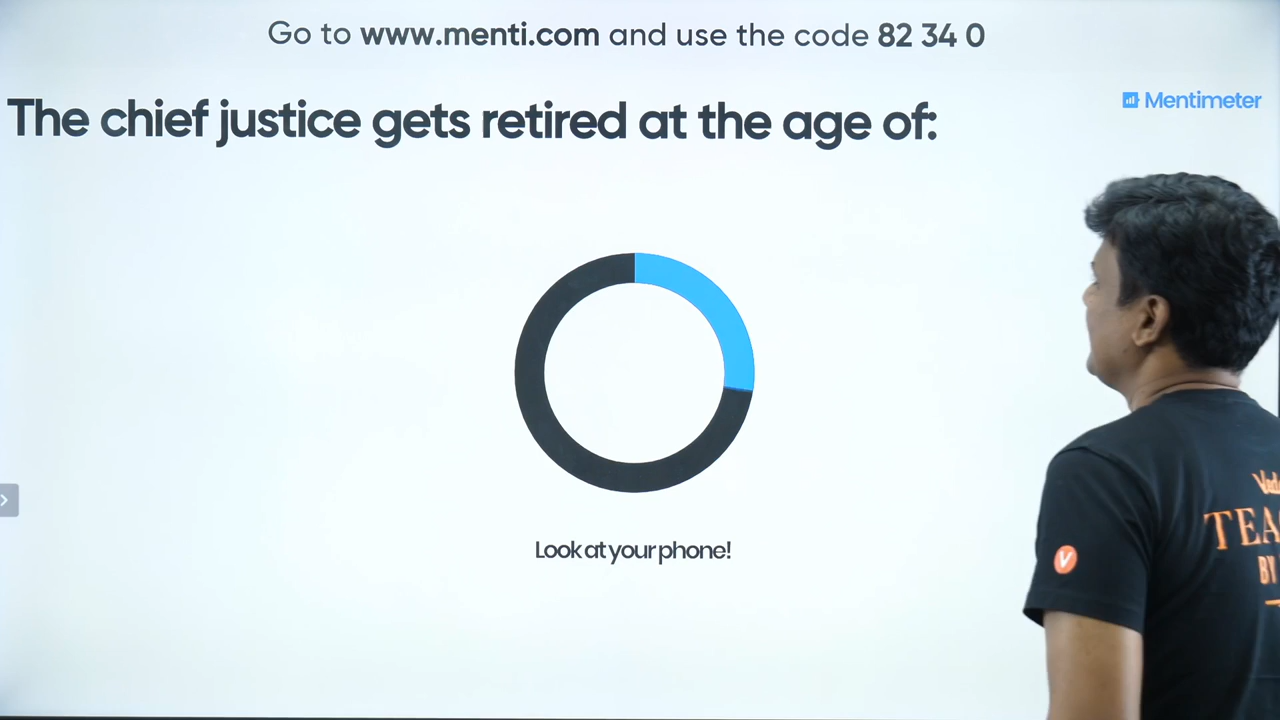 Go to www.menti.com and use the code 82 34 0
Mentimeter
The chief justice gets retired at the age of:
Look at your phone!
V
BY